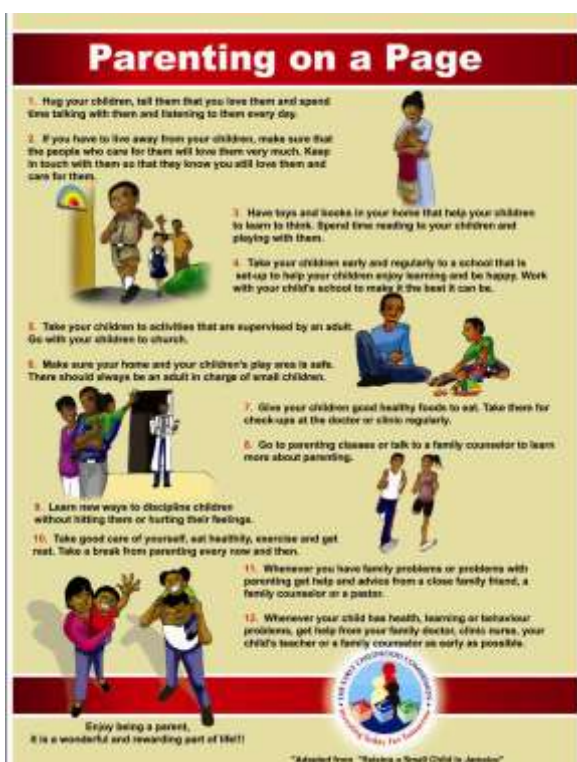 Parenting on a Page
1. Hug your children, tell them that you love them and spend
time talking with them and listening to them every day.
2. If you have to live away from your children, make sure that
the people who care for them will love them very much. Keep
in touch with them so that they know you still love them and
care for them.
3. Have toys and books in your home that help your children
to learn to think. Spend time reading to your children and
playing with them.
4. Take your children early and regularly to a school that is
set-up to help your children enjoy learning and be happy. Work
with your child's school to make it the best it can be.
5. Take your children to activities that are supervised by an adult.
Go with your children to church.
6. Make sure your home and your children's play area is safe.
There should always be an adult in charge of small children.
7. Give your children good healthy foods to eat. Take them for
check-ups at the doctor or clinic regularly.
8. Go to parenting classes or talk to a family counselor to learn
more about parenting.
9. Learn new ways to discipline children
without hitting them or hurting their feelings.
10. Take good care of yourself, eat healthily, exercise and get
rest. Take a break from parenting every now and then.
11. Whenever you have family problems or problems with
parenting get help and advice from a close family friend, a
family counselor or a pastor.
12. Whenever your child has health, learning or behaviour
problems, get help from your family doctor, clinic nurse, your
child's teacher or a family counselor as early as possible.
THE EARLY CHILDHOOD COMMISSION
Investing Today For Tomorrow
Enjoy being a parent,
it is a wonderful and rewarding part of life!!!
"Adapted from "Raising a Small Child in Jamaica"